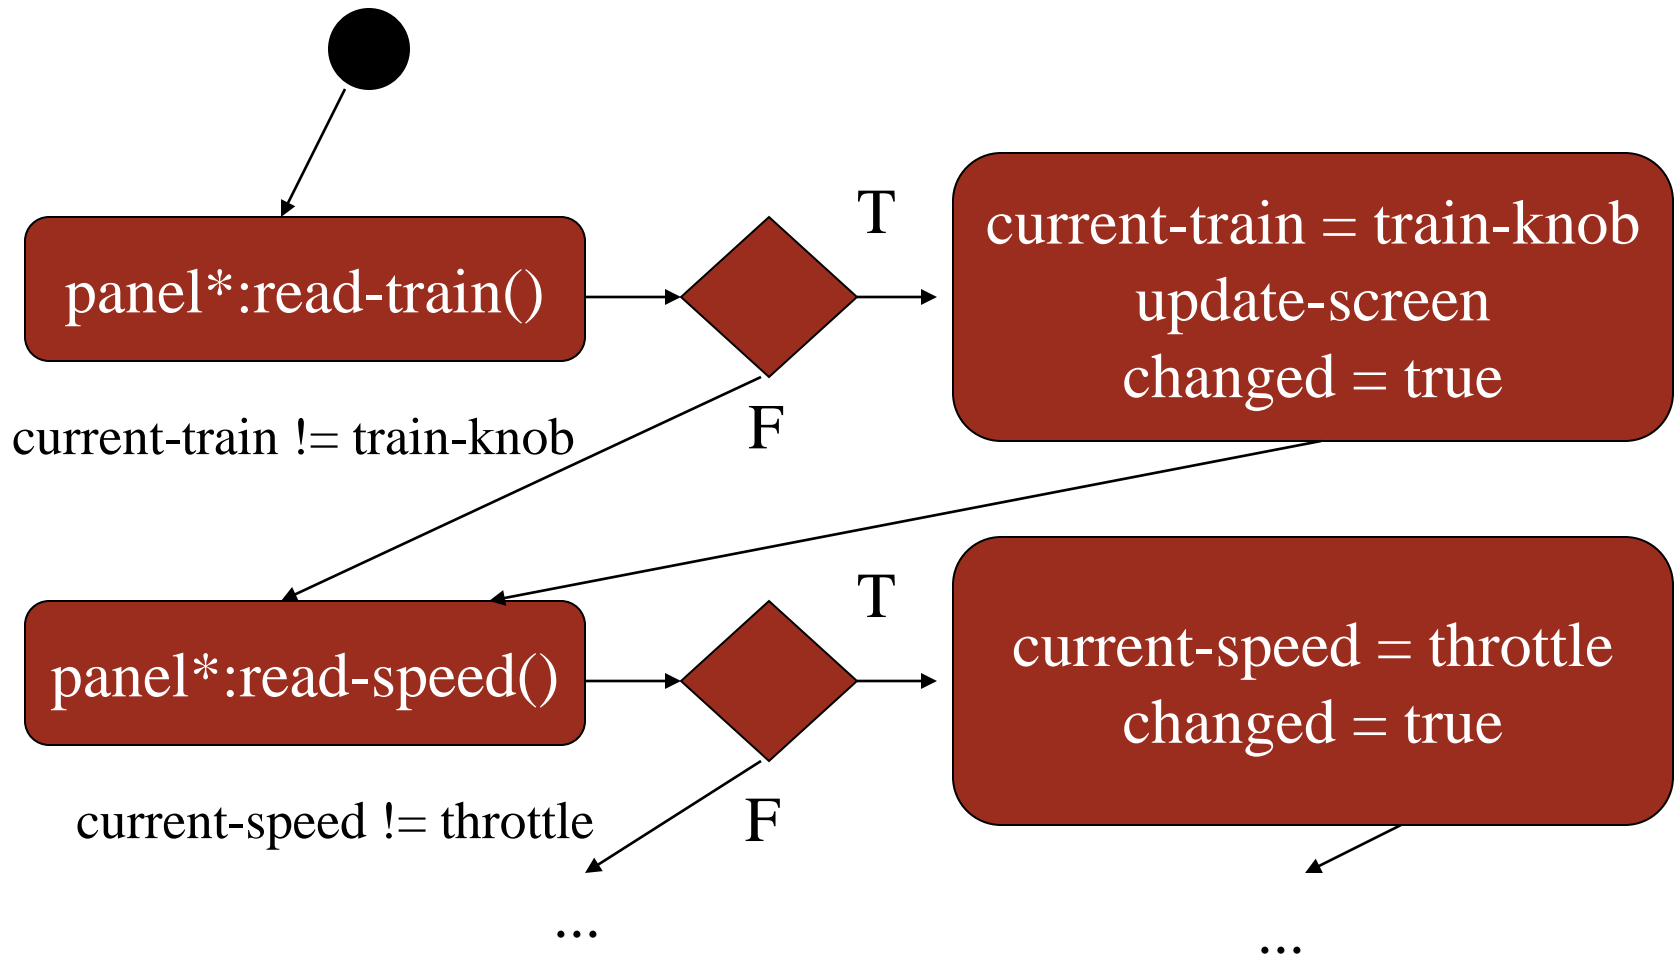 T
panel*:read-train()
current-train = train-knob
update-screen
changed = true
current-train != train-knob
F
T
panel*:read-speed()
current-speed = throttle
changed = true
current-speed != throttle
F
...
...